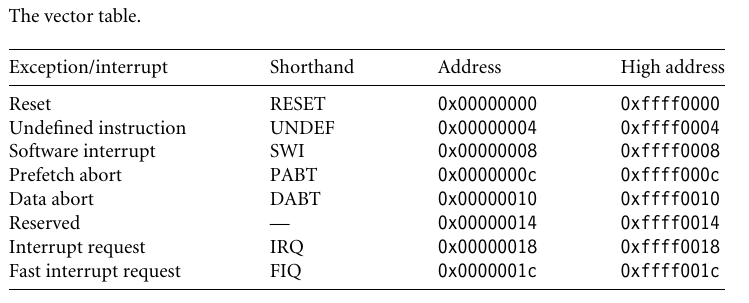 The vector table.
Exception/interrupt Shorthand Address High address
Reset RESET 0x00000000 0xffff0000
Undefined instruction UNDEF 0x00000004 0xffff0004
Software interrupt SWI 0x00000008 0xffff0008
Prefetch abort PABT 0x0000000c 0xffff000c
Data abort DABT 0x00000010 0xffff0010
Reserved — 0x00000014 0xffff0014
Interrupt request IRQ 0x00000018 0xffff0018
Fast interrupt request FIQ 0x0000001c 0xffff001c